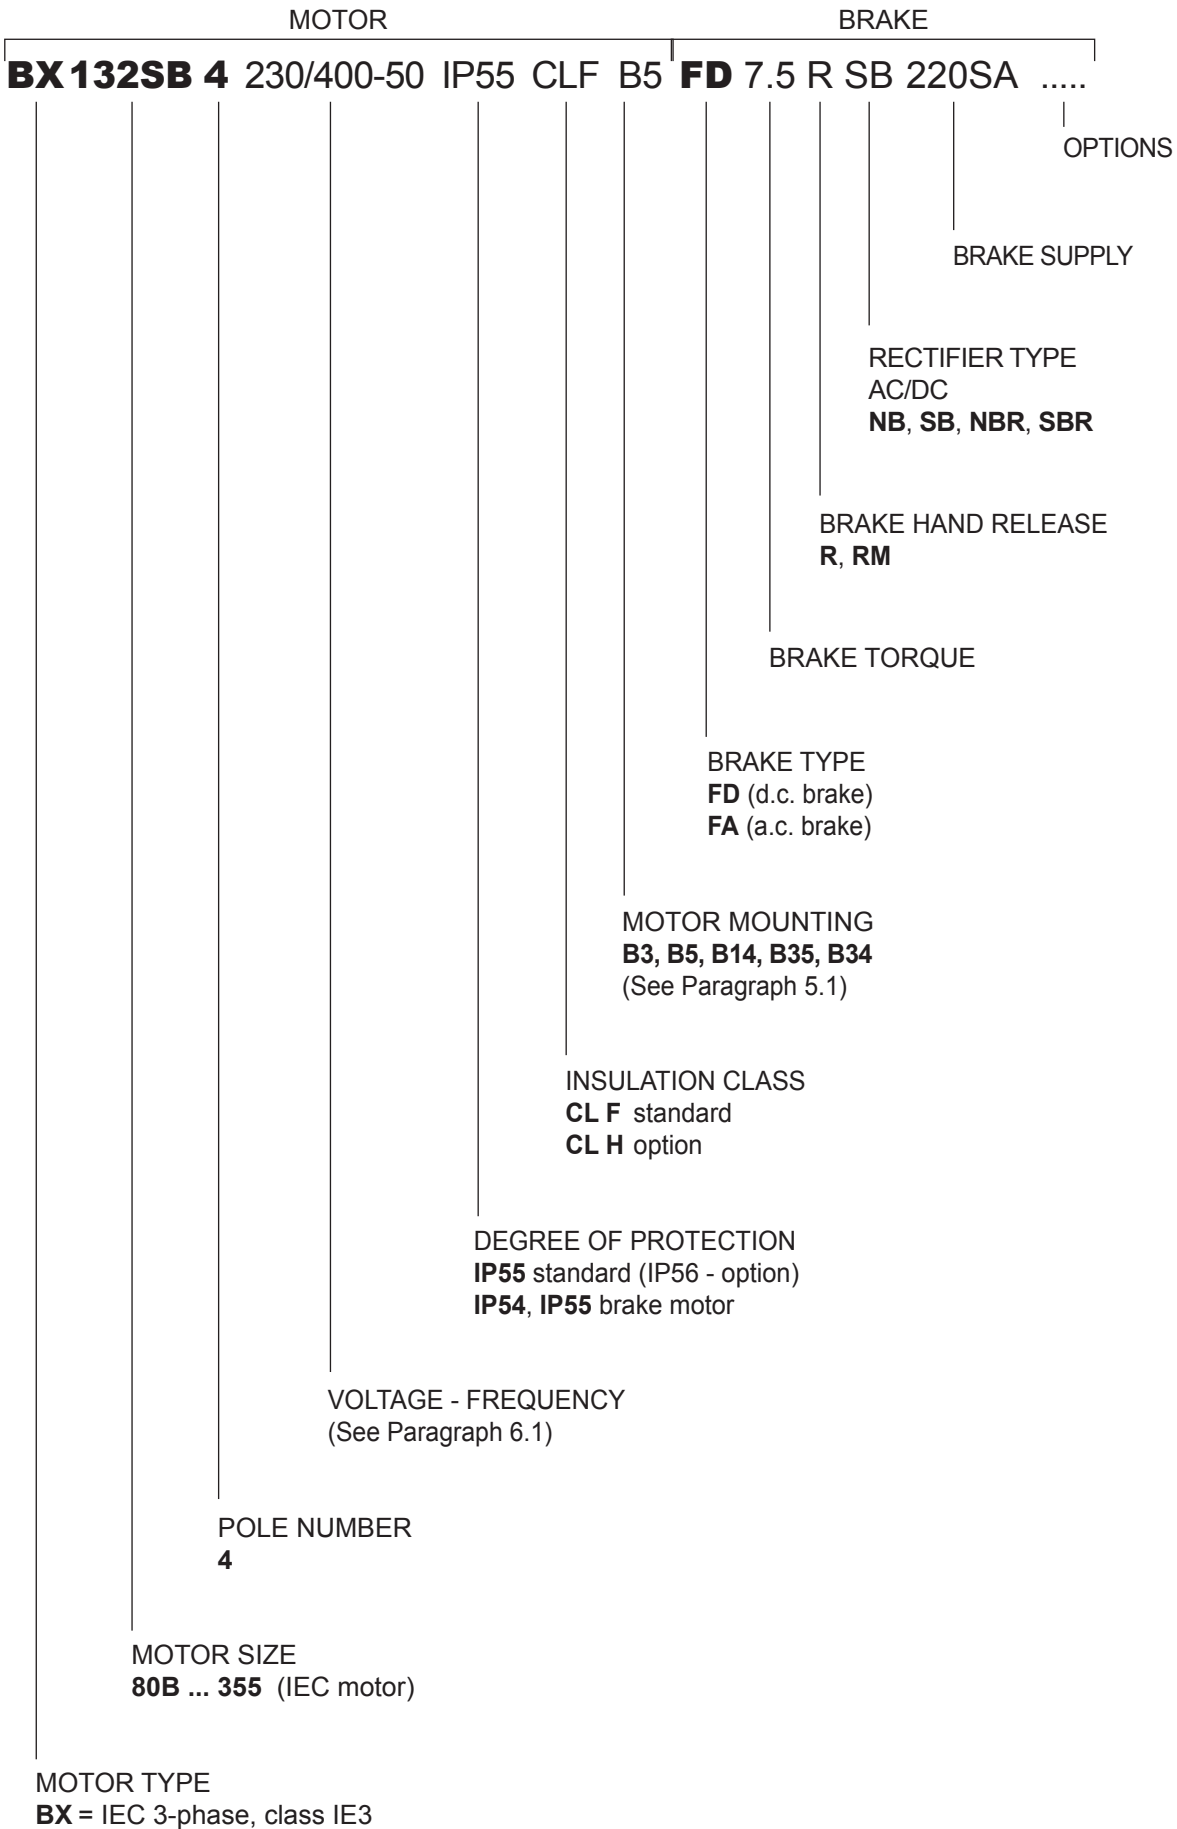 MOTOR BRAKE
BX 132SB 4 230/400-50 IP55 CLF B5 FD 7.5 R SB 220SA .....
OPTIONS
BRAKE SUPPLY
RECTIFIER TYPE
AC/DC
NB, SB, NBR, SBR
BRAKE HAND RELEASE
R, RM
BRAKE TORQUE
BRAKE TYPE
FD (d.c. brake)
FA (a.c. brake)
MOTOR MOUNTING
B3, B5, B14, B35, B34
(See Paragraph 5.1)
INSULATION CLASS
CL F standard
CL H option
DEGREE OF PROTECTION
IP55 standard (IP56 - option)
IP54, IP55 brake motor
VOLTAGE - FREQUENCY
(See Paragraph 6.1)
POLE NUMBER
4
MOTOR SIZE
80B ... 355 (IEC motor)
MOTOR TYPE
BX = IEC 3-phase, class IE3